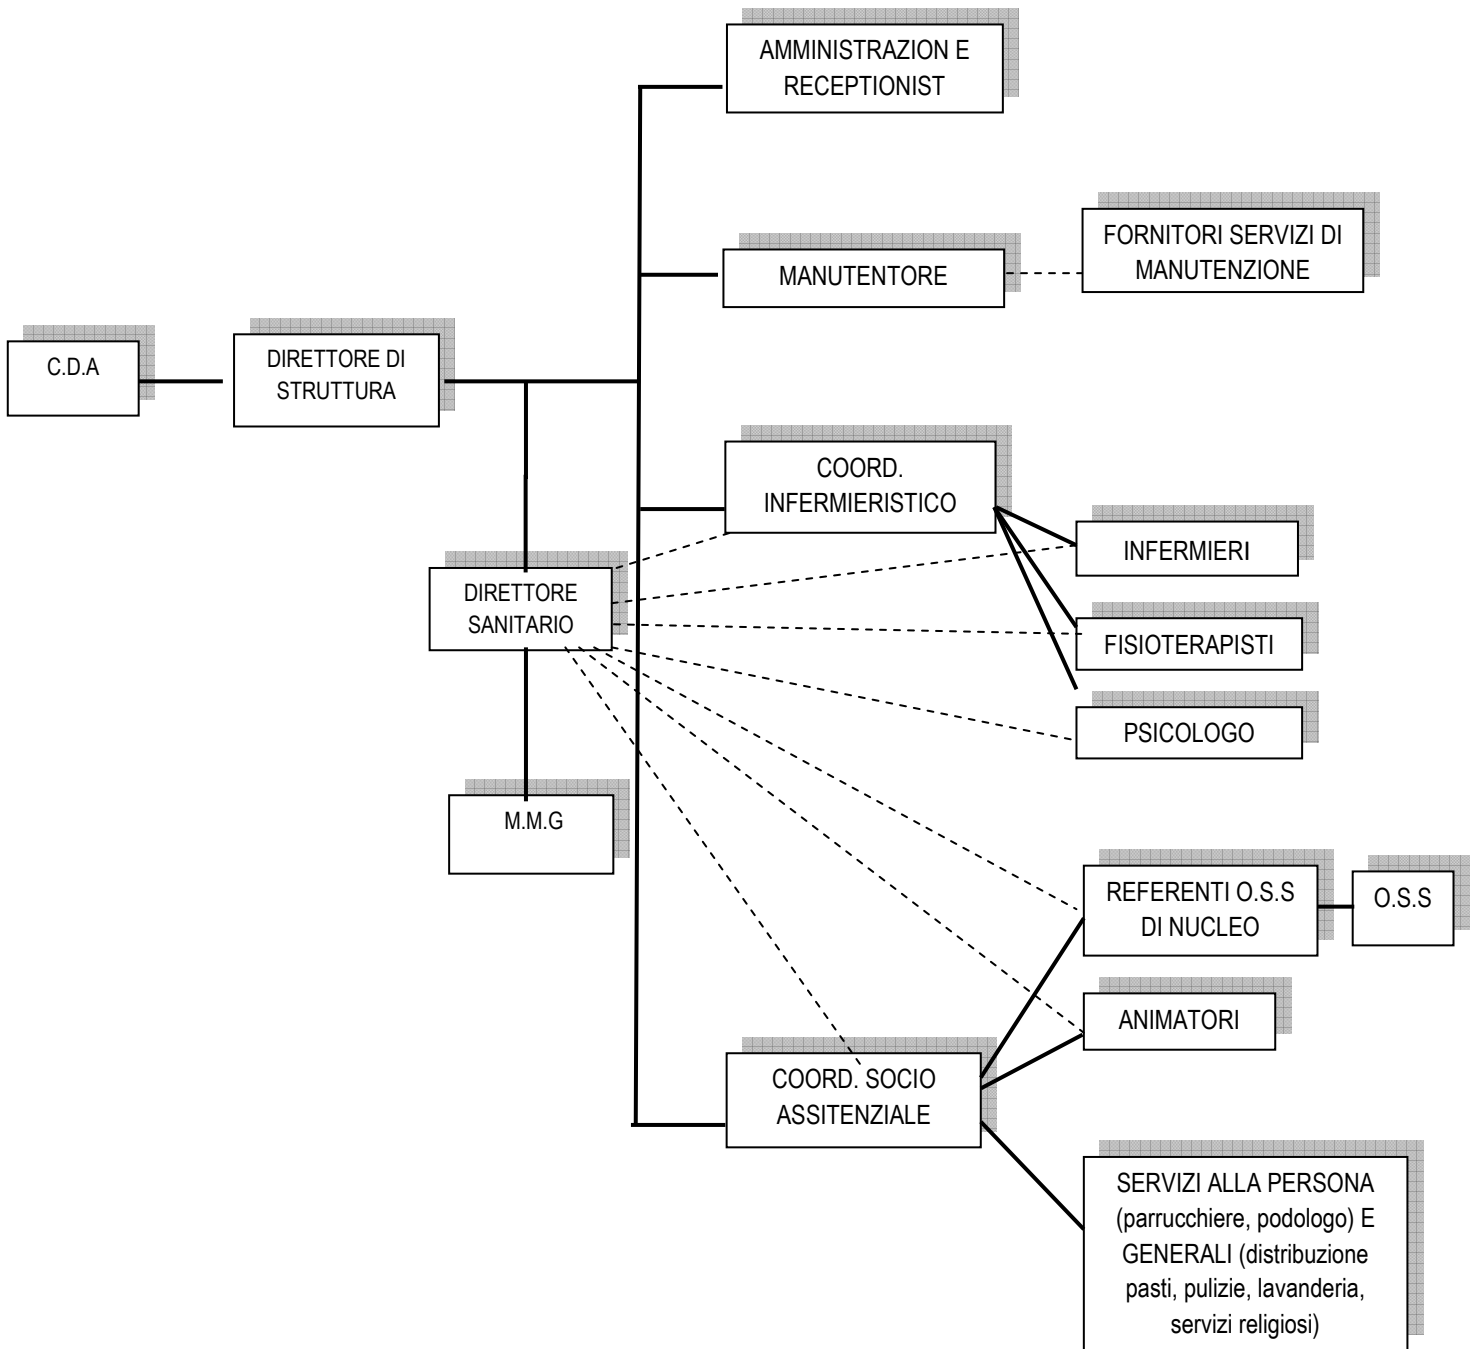 AMMINISTRAZION E
RECEPTIONIST
FORNITORI SERVIZI DI
MANUTENZIONE
MANUTENTORE
C.D.A
DIRETTORE DI
STRUTTURA
COORD.
INFERMIERISTICO
INFERMIERI
DIRETTORE
SANITARIO
FISIOTERAPISTI
PSICOLOGO
M.M.G
REFERENTI O.S.S
DI NUCLEO
O.S.S
ANIMATORI
COORD. SOCIO
ASSITENZIALE
SERVIZI ALLA PERSONA
(parrucchiere, podologo) E
GENERALI (distribuzione
pasti, pulizie, lavanderia,
servizi religiosi)